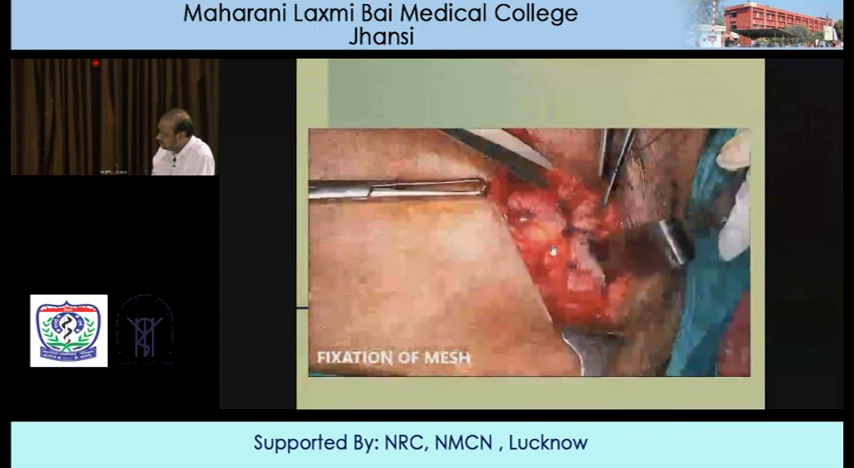 Maharani Laxmi Bai Medical College
Jhansi
FIXATION OF MESH
Supported By: NRC, NMCN , Lucknow